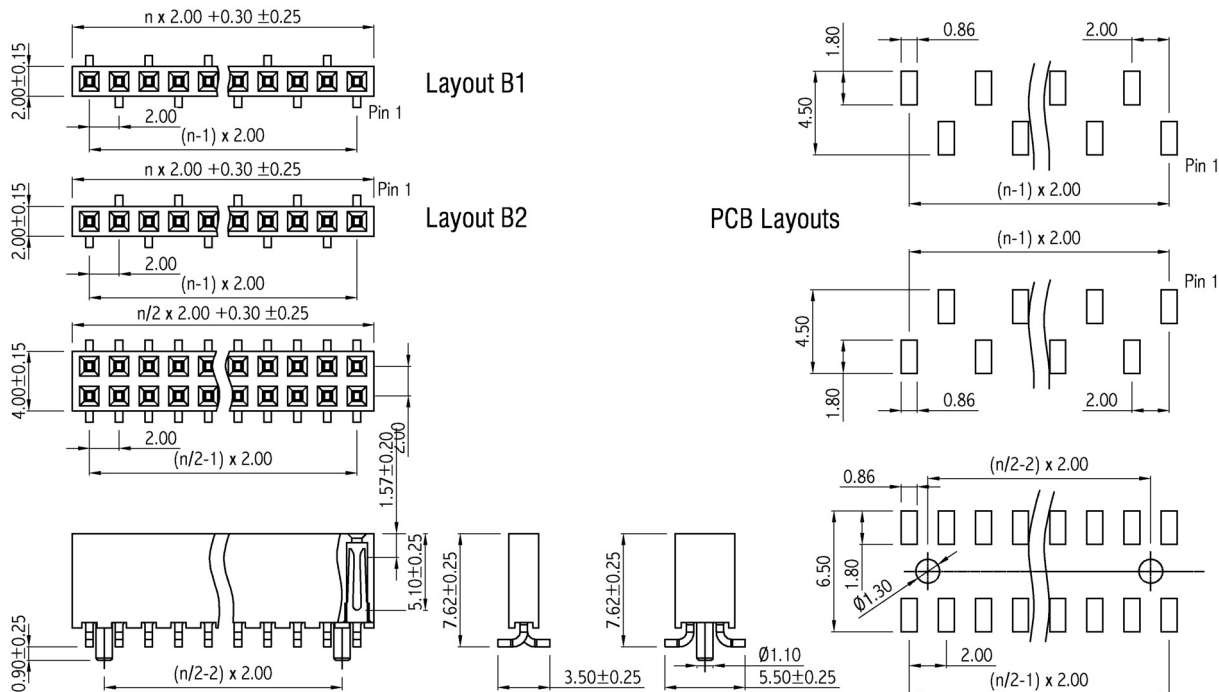 n x 2.00 +0.30 ±0.25
2.00±0.15
Layout B1
Pin 1
2.00
(n-1) x 2.00
n x 2.00 +0.30 ±0.25
Pin 1
2.00±0.15
Layout B2
2.00
(n-1) x 2.00
n/2 x 2.00 +0.30 ±0.25
4.00±0.15
2.00
2.00
(n/2-1) x 2.00
1.57±0.20
5.10±0.25
7.62±0.25
0.90±0.25
(n/2-2) x 2.00
3.50±0.25
7.62±0.25
Ø1.10
5.50±0.25
PCB Layouts
1.80
0.86
2.00
4.50
Pin 1
(n-1) x 2.00
(n-1) x 2.00
Pin 1
4.50
1.80
0.86
2.00
(n/2-2) x 2.00
0.86
6.50
1.80
Ø1.30
2.00
(n/2-1) x 2.00